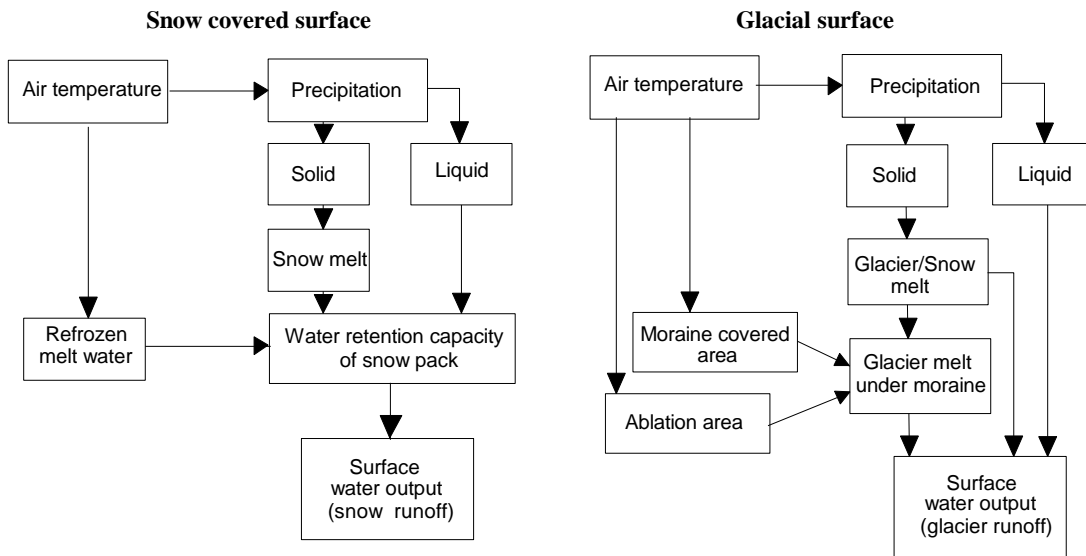 Snow covered surface
Air temperature
Precipitation
Solid
Liquid
Snow melt
Refrozen
melt water
Water retention capacity
of snow pack
Surface
water output
(snow runoff)
Glacial surface
Air temperature
Precipitation
Solid
Liquid
Glacier/Snow
melt
Moraine covered
area
Glacier melt
under moraine
Ablation area
Surface
water output
(glacier runoff)